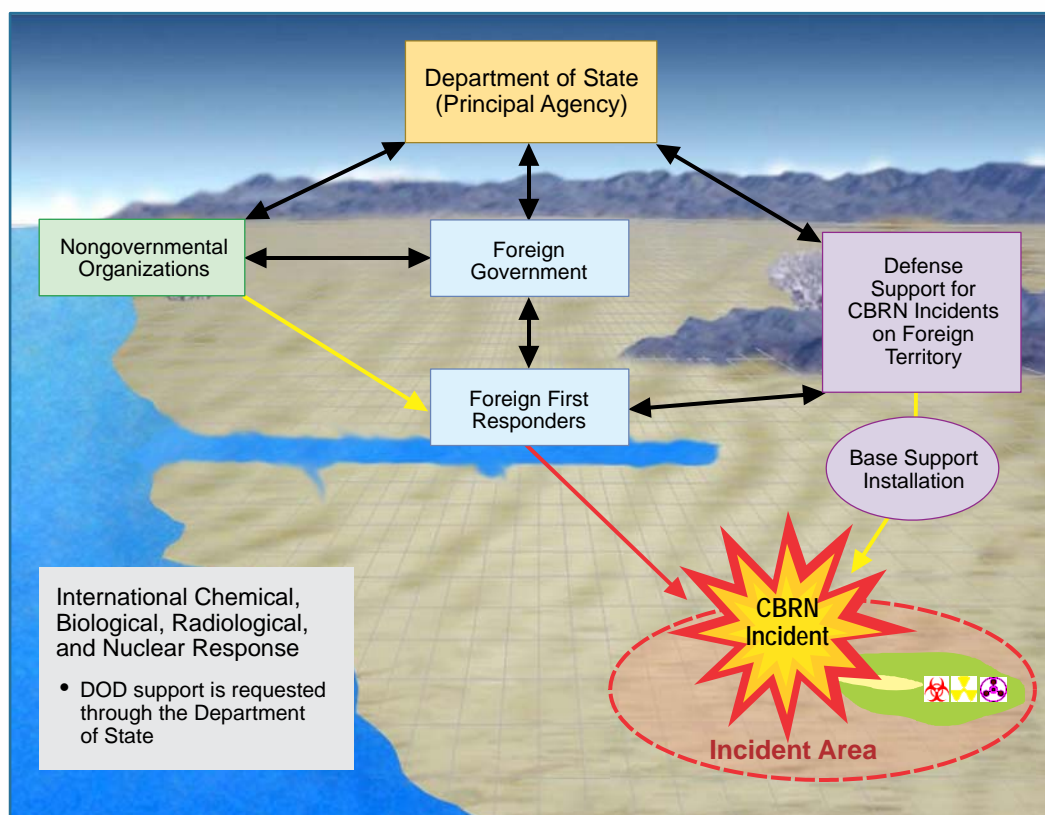 Department of State
(Principal Agency)
Nongovernmental
Organizations
Foreign
Government
Defense
Support for
CBRN Incidents
on Foreign
Territory
Foreign First
Responders
Base Support
Installation
International Chemical,
Biological, Radiological,
and Nuclear Response
• DOD support is requested
through the Department
of State
CBRN
Incident
Incident Area